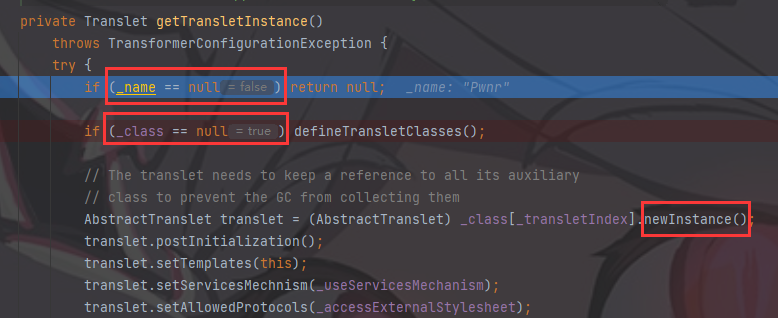 private Translet getTransletInstance()
throws TransformerConfigurationException {
try {
if (_name == null = false ) return null; _name: "Pwnr"
if (_class == null = true ) defineTransletClasses();
// The translet needs to keep a reference to all its auxiliary
// class to prevent the GC from collecting them
AbstractTranslet translet = (AbstractTranslet) _class[_transletIndex].newInstance();
translet.postInitialization();
translet.setTemplates(this);
translet.setServicesMechnism(_useServicesMechanism);
translet.setAllowedProtocols(_accessExternalStylesheet);